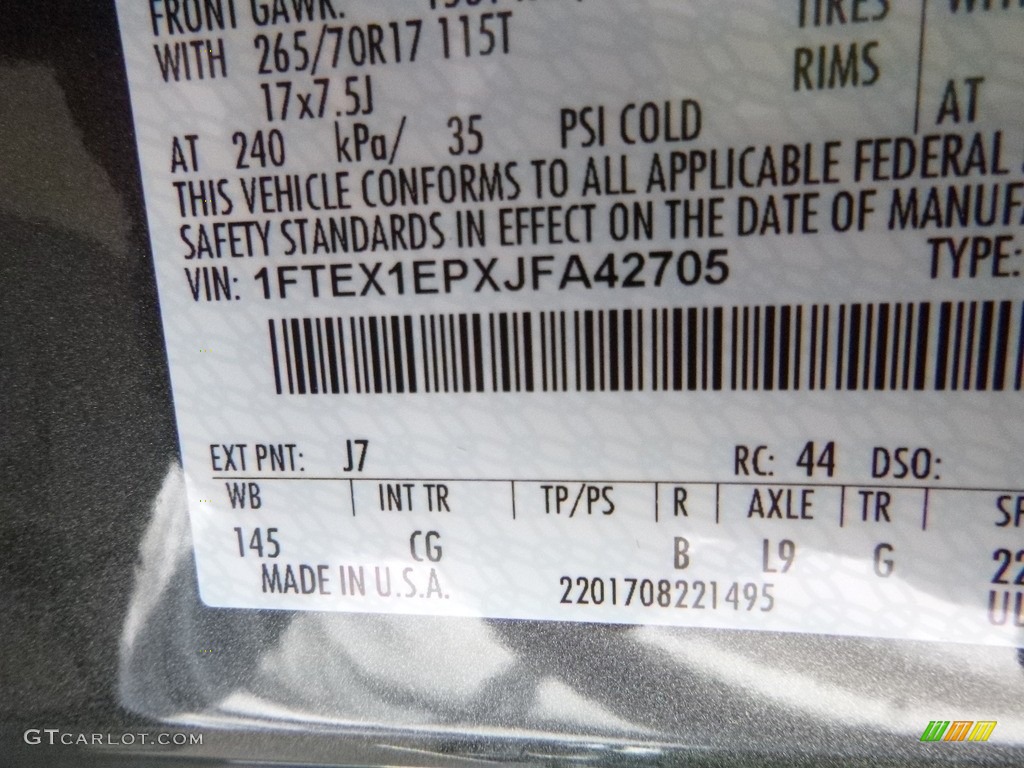 FRONT GAWR:
TIRES
WITH 265/70R17 115T
RIMS
17x7.5J
AT
AT 240 kPa/ 35 PSI COLD
THIS VEHICLE CONFORMS TO ALL APPLICABLE FEDERAL
SAFETY STANDARDS IN EFFECT ON THE DATE OF MANUF
VIN: 1FTEX1EPXJFA42705 TYPE:
EXT PNT: J7 RC: 44 DSO:
WB INT TR TP/PS R AXLE TR
145 CG B L9 G 22
MADE IN U.S.A. 2201708221495
GTCARLOT.COM